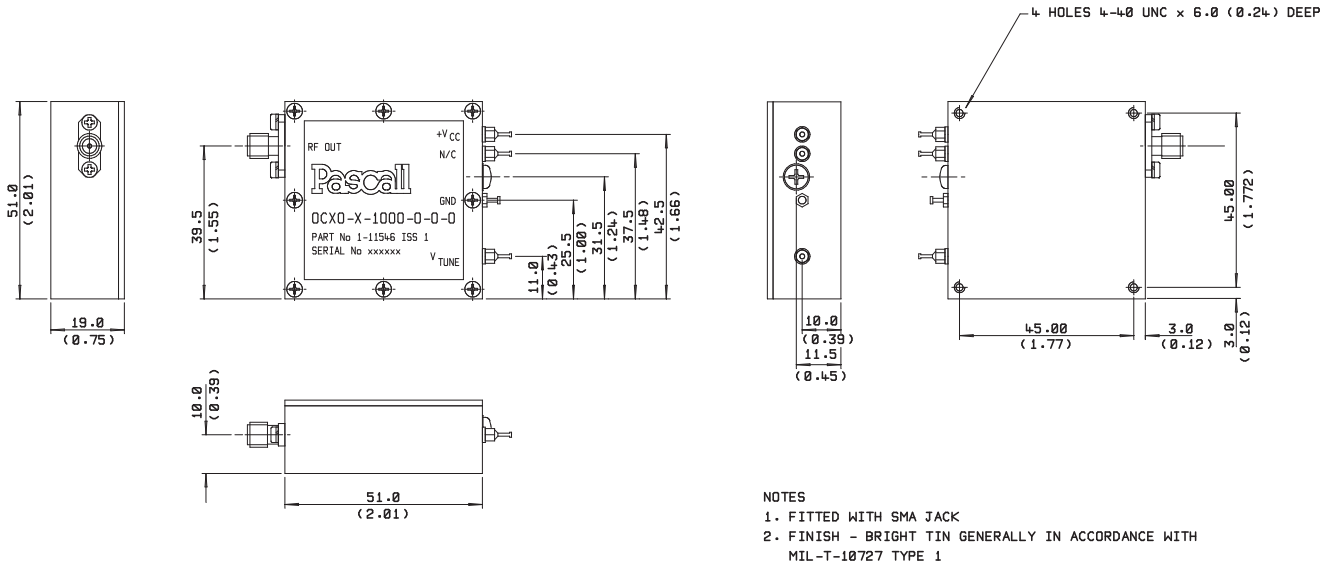 4 HOLES 4-40 UNC x 6.0 (0.24) DEEP
51.0
(2.01)
19.0
(0.75)
39.5
(1.55)
RF OUT
+VCC
N/C
Pascall
GND
OCXO-X-1000-0-0-0
PART No 1-11546 ISS 1
SERIAL No xxxxxx
V TUNE
11.0
(0.43)
25.5
(1.00)
31.5
(1.24)
37.5
(1.48)
42.5
(1.66)
10.0
(0.39)
11.5
(0.45)
45.00
(1.772)
45.00
(1.77)
3.0
(0.12)
3.0
(0.12)
10.0
(0.39)
51.0
(2.01)
NOTES
1. FITTED WITH SMA JACK
2. FINISH - BRIGHT TIN GENERALLY IN ACCORDANCE WITH
MIL-T-10727 TYPE 1